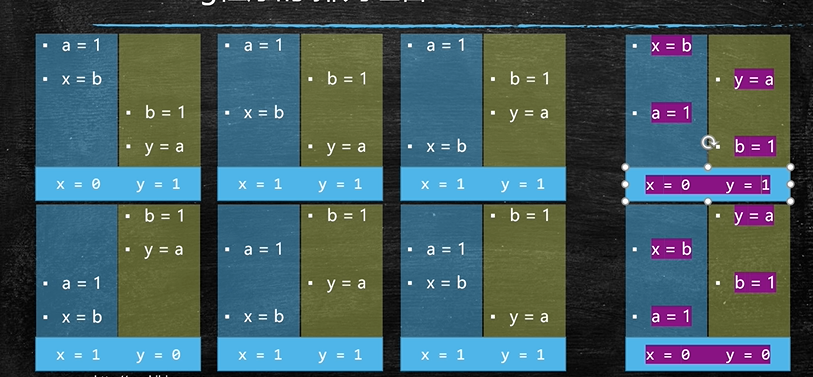 ▪ a = 1
▪ x = b
▪ b = 1
▪ y = a
x = 0 y = 1
▪ a = 1
▪ b = 1
▪ x = b
▪ y = a
x = 1 y = 1
▪ a = 1
▪ b = 1
▪ y = a
▪ x = b
x = 1 y = 1
▪ x = b
▪ y = a
▪ a = 1
▪ b = 1
x = 0 y = 1
▪ b = 1
▪ y = a
▪ a = 1
▪ x = b
x = 1 y = 0
▪ b = 1
▪ a = 1
▪ y = a
▪ x = b
x = 1 y = 1
▪ b = 1
▪ a = 1
▪ x = b
▪ y = a
x = 1 y = 1
▪ y = a
▪ x = b
▪ b = 1
▪ a = 1
x = 0 y = 0